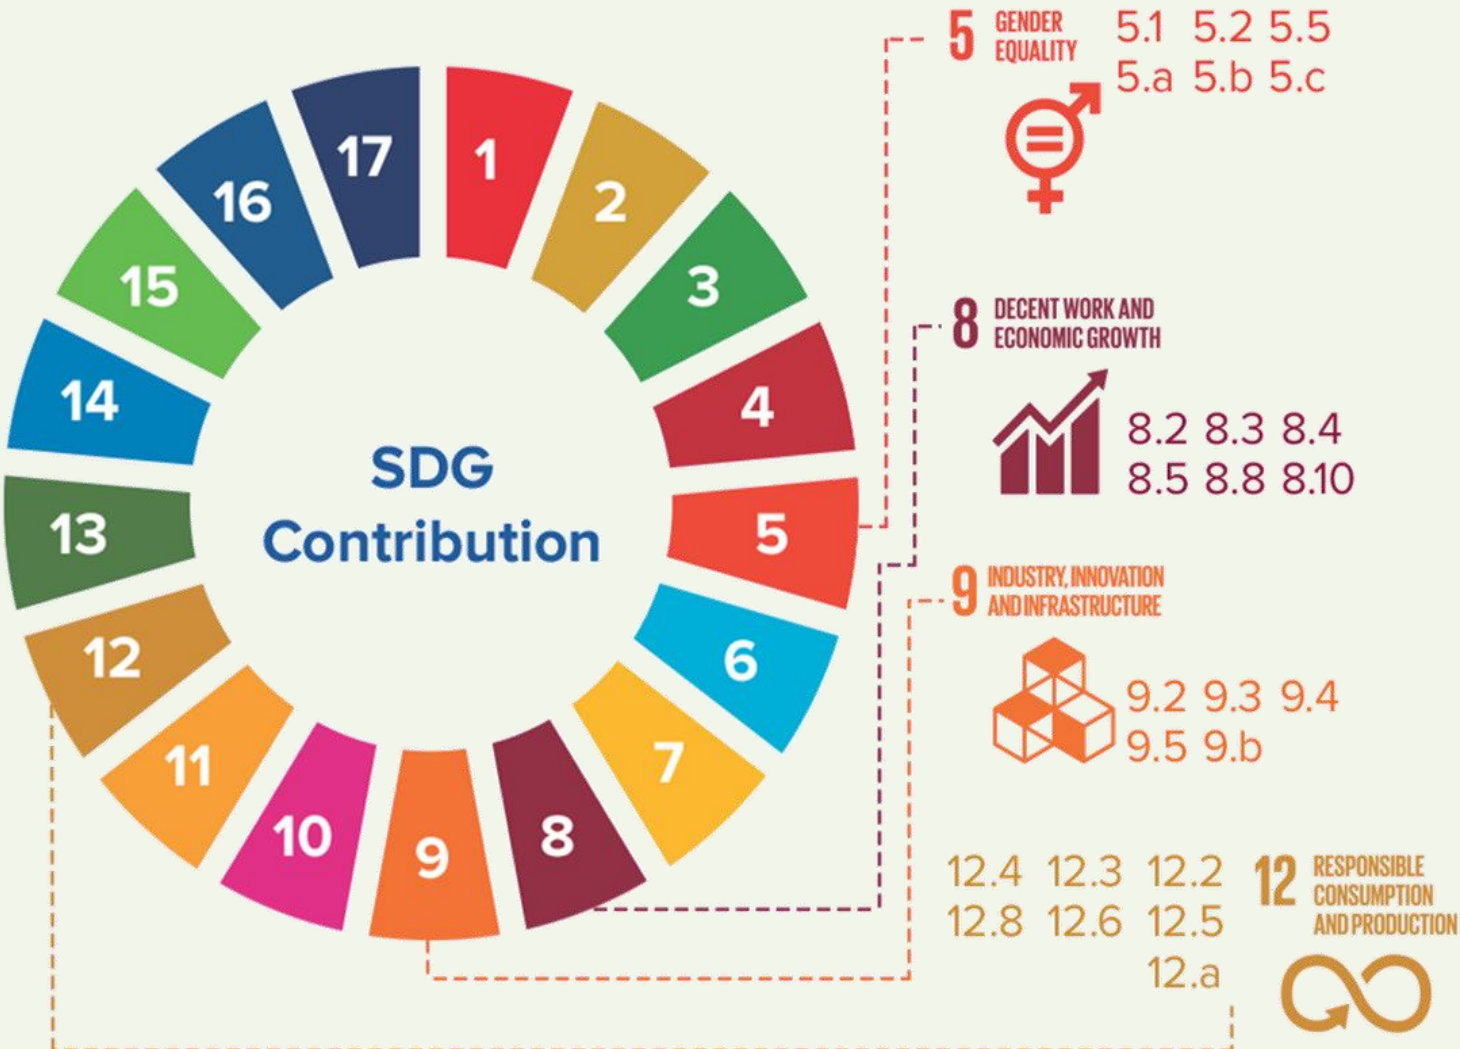 1
2
3
4
5
6
7
8
9
10
11
12
13
14
15
16
17
SDG
Contribution
5 GENDER
EQUALITY
5.1 5.2 5.5
5.a 5.b 5.c
8 DECENT WORK AND
ECONOMIC GROWTH
8.2 8.3 8.4
8.5 8.8 8.10
9 INDUSTRY, INNOVATION
AND INFRASTRUCTURE
9.2 9.3 9.4
9.5 9.b
12.4 12.3 12.2
12.8 12.6 12.5
12.a
12 RESPONSIBLE
CONSUMPTION
AND PRODUCTION